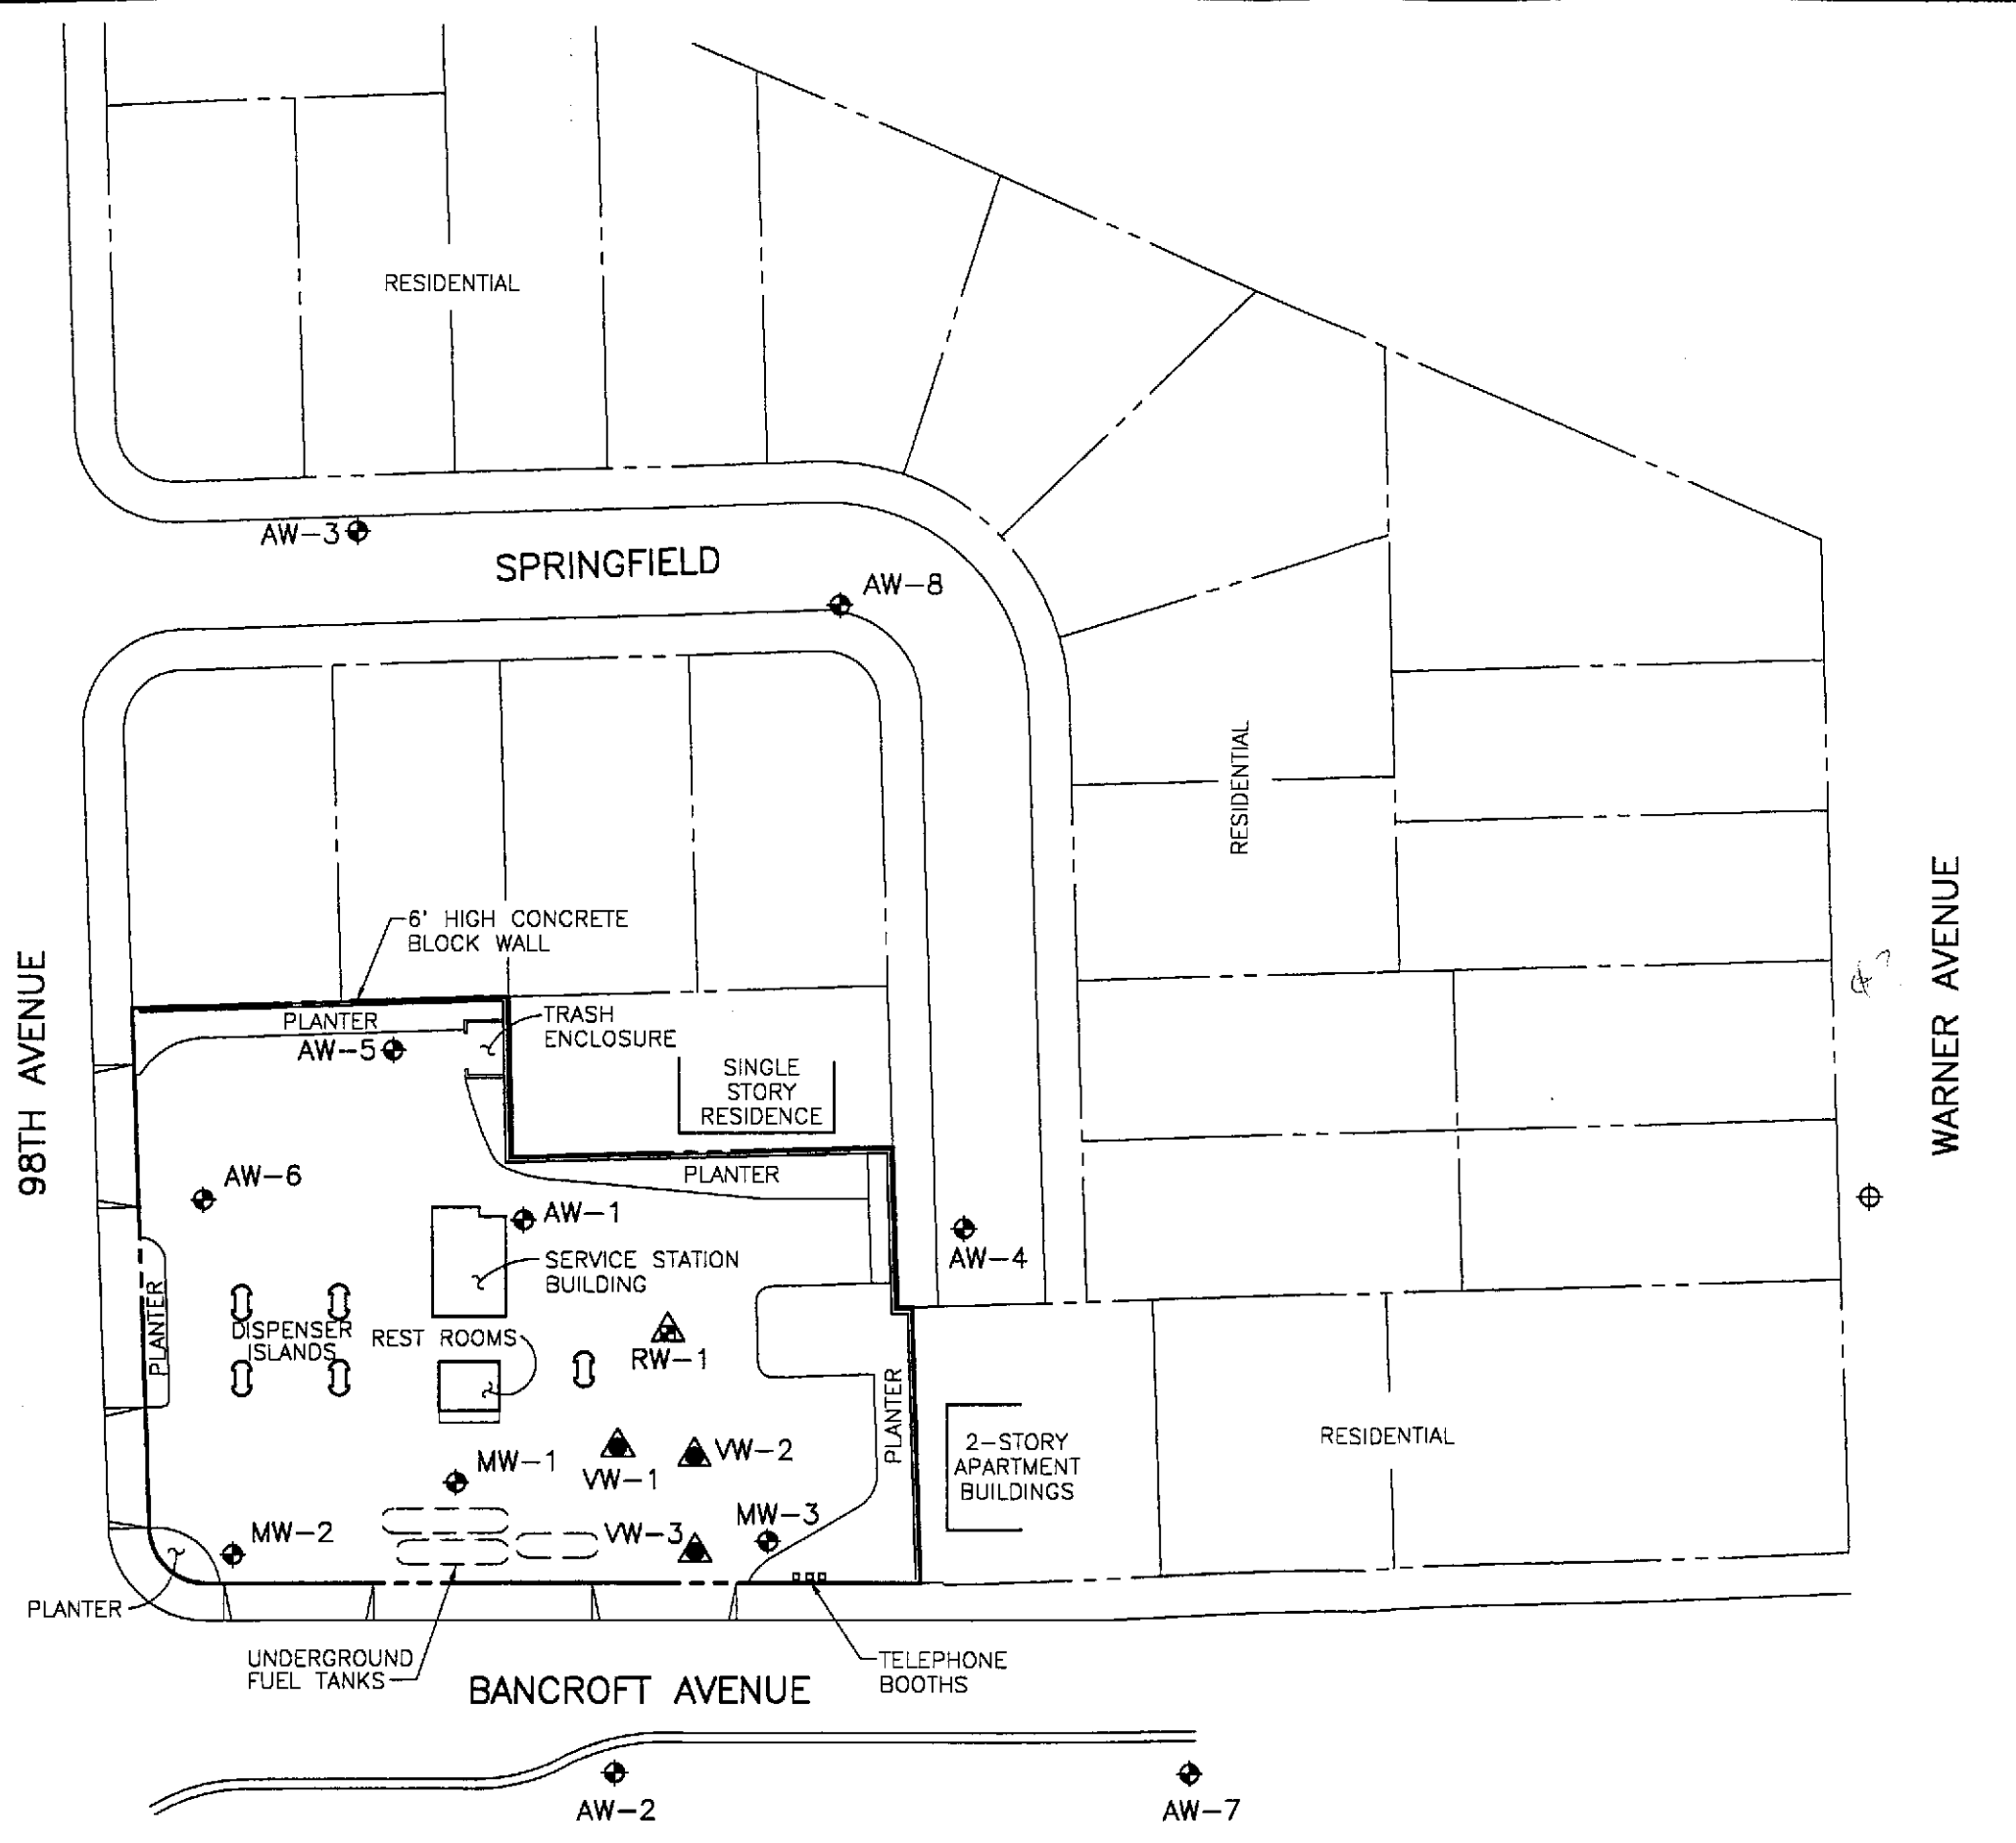 RESIDENTIAL
AW-3
SPRINGFIELD
AW-8
RESIDENTIAL
6' HIGH CONCRETE
BLOCK WALL
98TH AVENUE
WARNER AVENUE
PLANTER
AW-5
TRASH
ENCLOSURE
SINGLE
STORY
RESIDENCE
PLANTER
AW-6
AW-1
AW-4
SERVICE STATION
BUILDING
PLANTER
DISPENSER
ISLANDS
REST ROOMS
RW-1
PLANTER
2-STORY
APARTMENT
BUILDINGS
RESIDENTIAL
MW-1
VW-1
VW-2
MW-2
VW-3
MW-3
PLANTER
UNDERGROUND
FUEL TANKS
BANCROFT AVENUE
TELEPHONE
BOOTHS
AW-2
AW-7